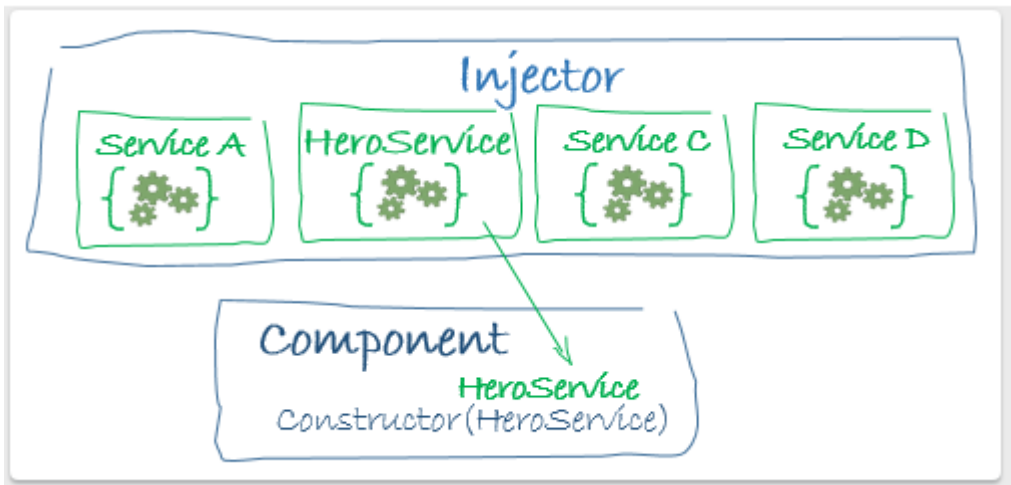 Injector
Service A
HeroService
Service C
Service D
{ }
{ }
{ }
{ }
Component
HeroService
Constructor(HeroService)